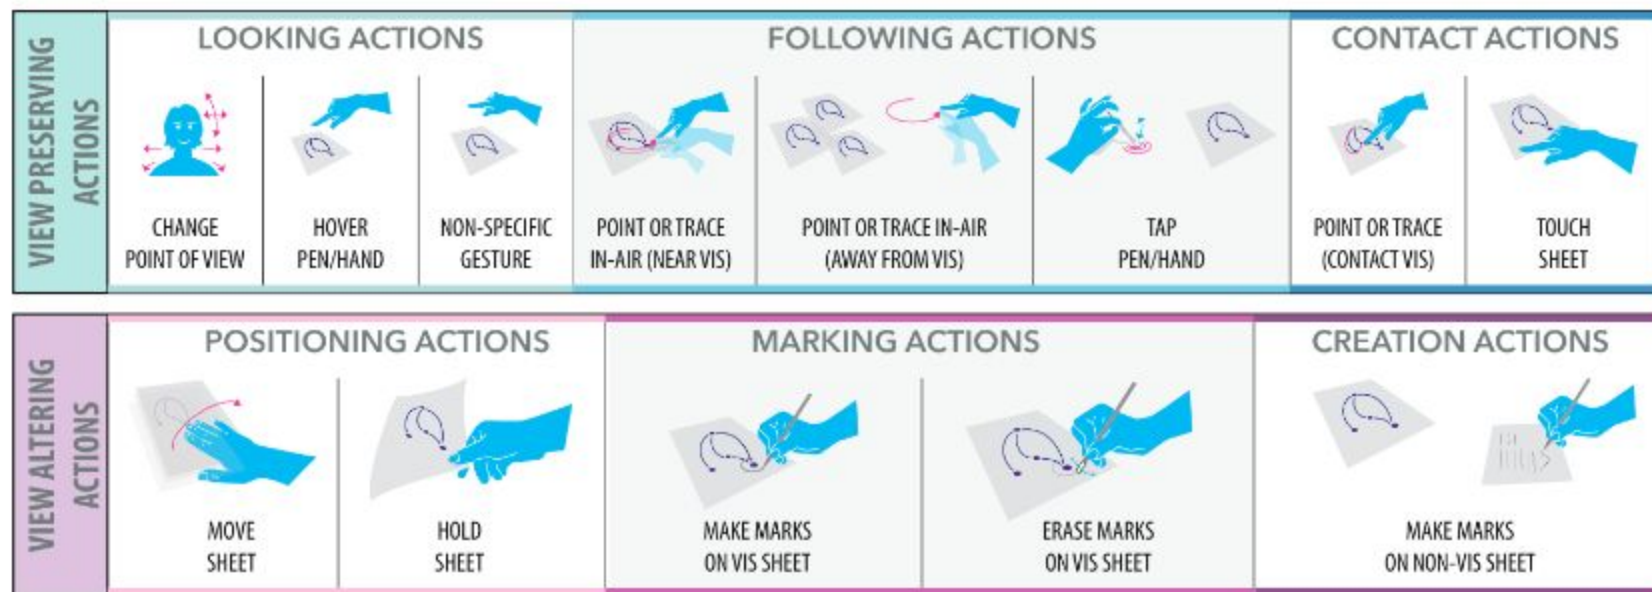 VIEW PRESERVING
ACTIONS
LOOKING ACTIONS
CHANGE
POINT OF VIEW
HOVER
PEN/HAND
NON-SPECIFIC
GESTURE
FOLLOWING ACTIONS
POINT OR TRACE
IN-AIR (NEAR VIS)
POINT OR TRACE IN-AIR
(AWAY FROM VIS)
TAP
PEN/HAND
CONTACT ACTIONS
POINT OR TRACE
(CONTACT VIS)
TOUCH
SHEET
VIEW ALTERING
ACTIONS
POSITIONING ACTIONS
MOVE
SHEET
HOLD
SHEET
MARKING ACTIONS
MAKE MARKS
ON VIS SHEET
ERASE MARKS
ON VIS SHEET
CREATION ACTIONS
MAKE MARKS
ON NON-VIS SHEET